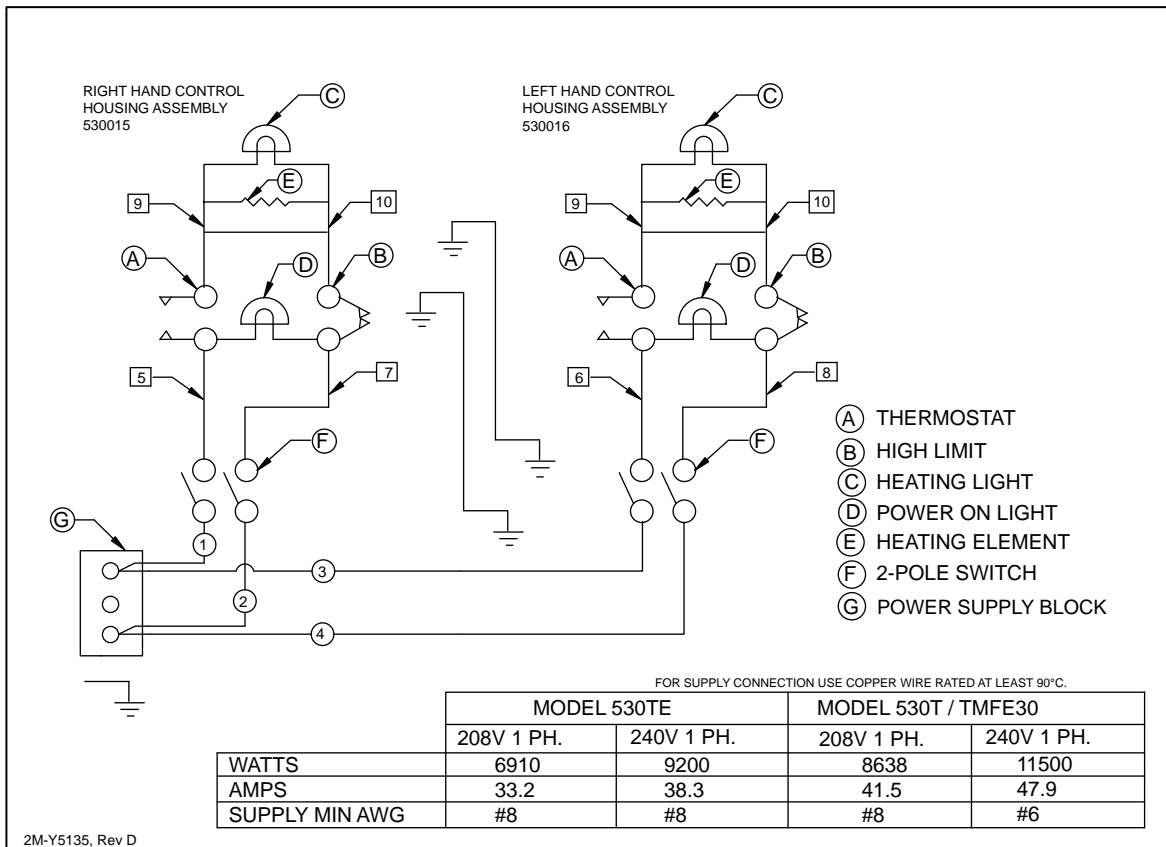 RIGHT HAND CONTROL
HOUSING ASSEMBLY
530015
LEFT HAND CONTROL
HOUSING ASSEMBLY
530016
C
C
E
E
9
10
9
10
A
D
B
A
D
B
5
7
6
8
F
F
G
1
3
2
4
A THERMOSTAT
B HIGH LIMIT
C HEATING LIGHT
D POWER ON LIGHT
E HEATING ELEMENT
F 2-POLE SWITCH
G POWER SUPPLY BLOCK
FOR SUPPLY CONNECTION USE COPPER WIRE RATED AT LEAST 90°C.
MODEL 530TE MODEL 530T / TMFE30
208V 1 PH. 240V 1 PH. 208V 1 PH. 240V 1 PH.
WATTS 6910 9200 8638 11500
AMPS 33.2 38.3 41.5 47.9
SUPPLY MIN AWG #8 #8 #8 #6
2M-Y5135, Rev D